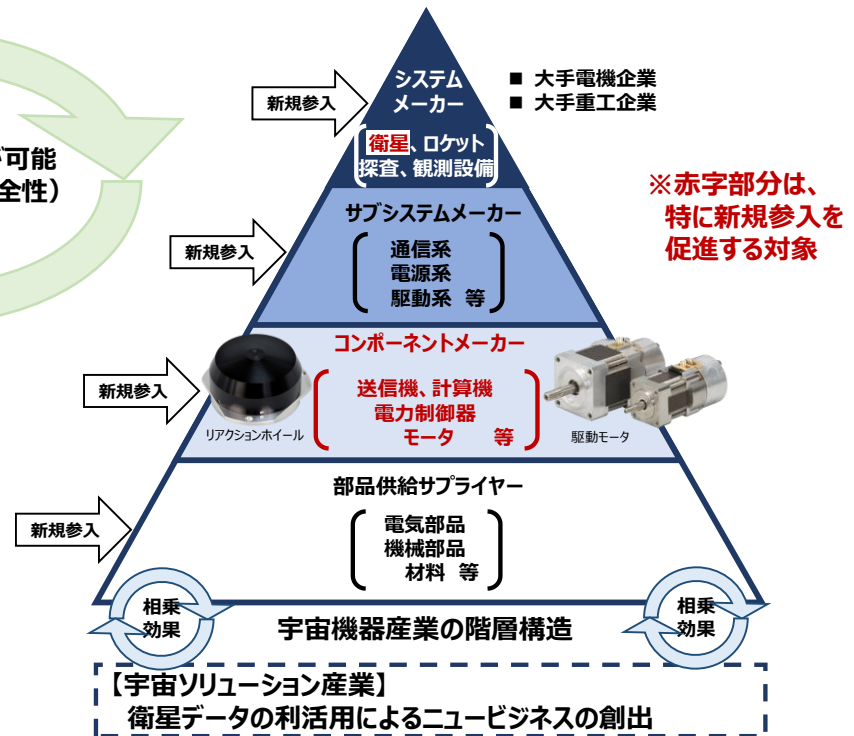 システム
メーカー
■ 大手電機企業
■ 大手重工企業
新規参入
衛星、ロケット
探査、観測設備
が可能
全性）
※赤字部分は、
特に新規参入を
促進する対象
サブシステムメーカー
新規参入
通信系
電源系
駆動系 等
コンポーネントメーカー
新規参入
送信機、計算機
電力制御器
モータ 等
リアクションホイール
駆動モータ
部品供給サプライヤー
新規参入
電気部品
機械部品
材料 等
相乗
効果
宇宙機器産業の階層構造
相乗
効果
【宇宙ソリューション産業】
衛星データの利活用によるニュービジネスの創出